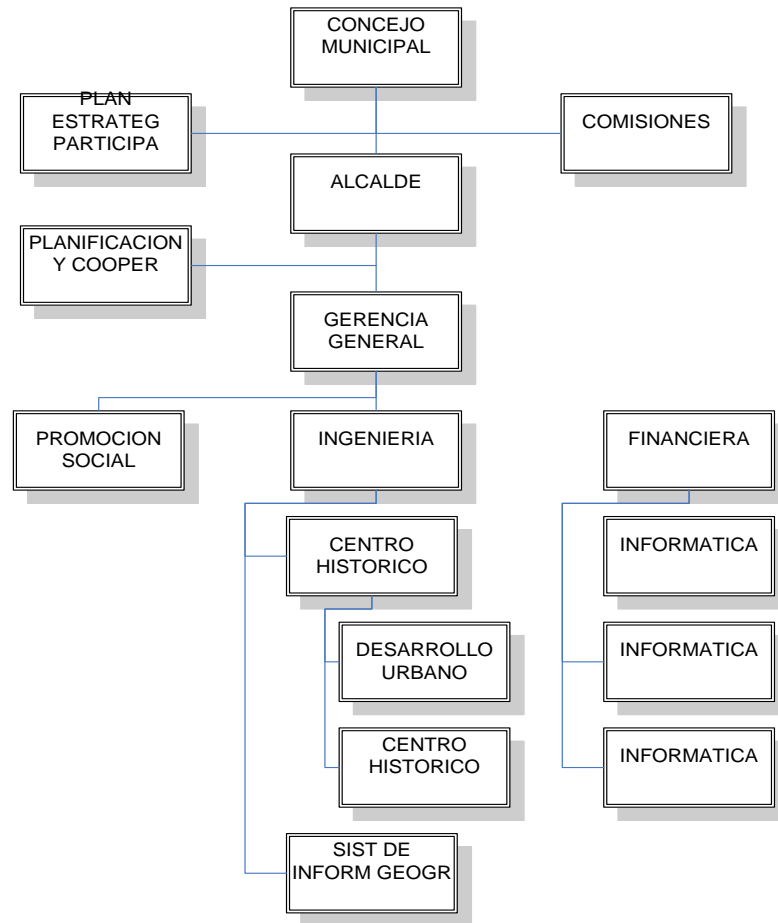 CONCEJO
MUNICIPAL
PLAN
ESTRATEG
PARTICIPA
COMISIONES
ALCALDE
PLANIFICACION
Y COOPER
GERENCIA
GENERAL
PROMOCION
SOCIAL
INGENIERIA
FINANCIERA
CENTRO
HISTORICO
INFORMATICA
DESARROLLO
URBANO
INFORMATICA
CENTRO
HISTORICO
INFORMATICA
SIST DE
INFORM GEOGR